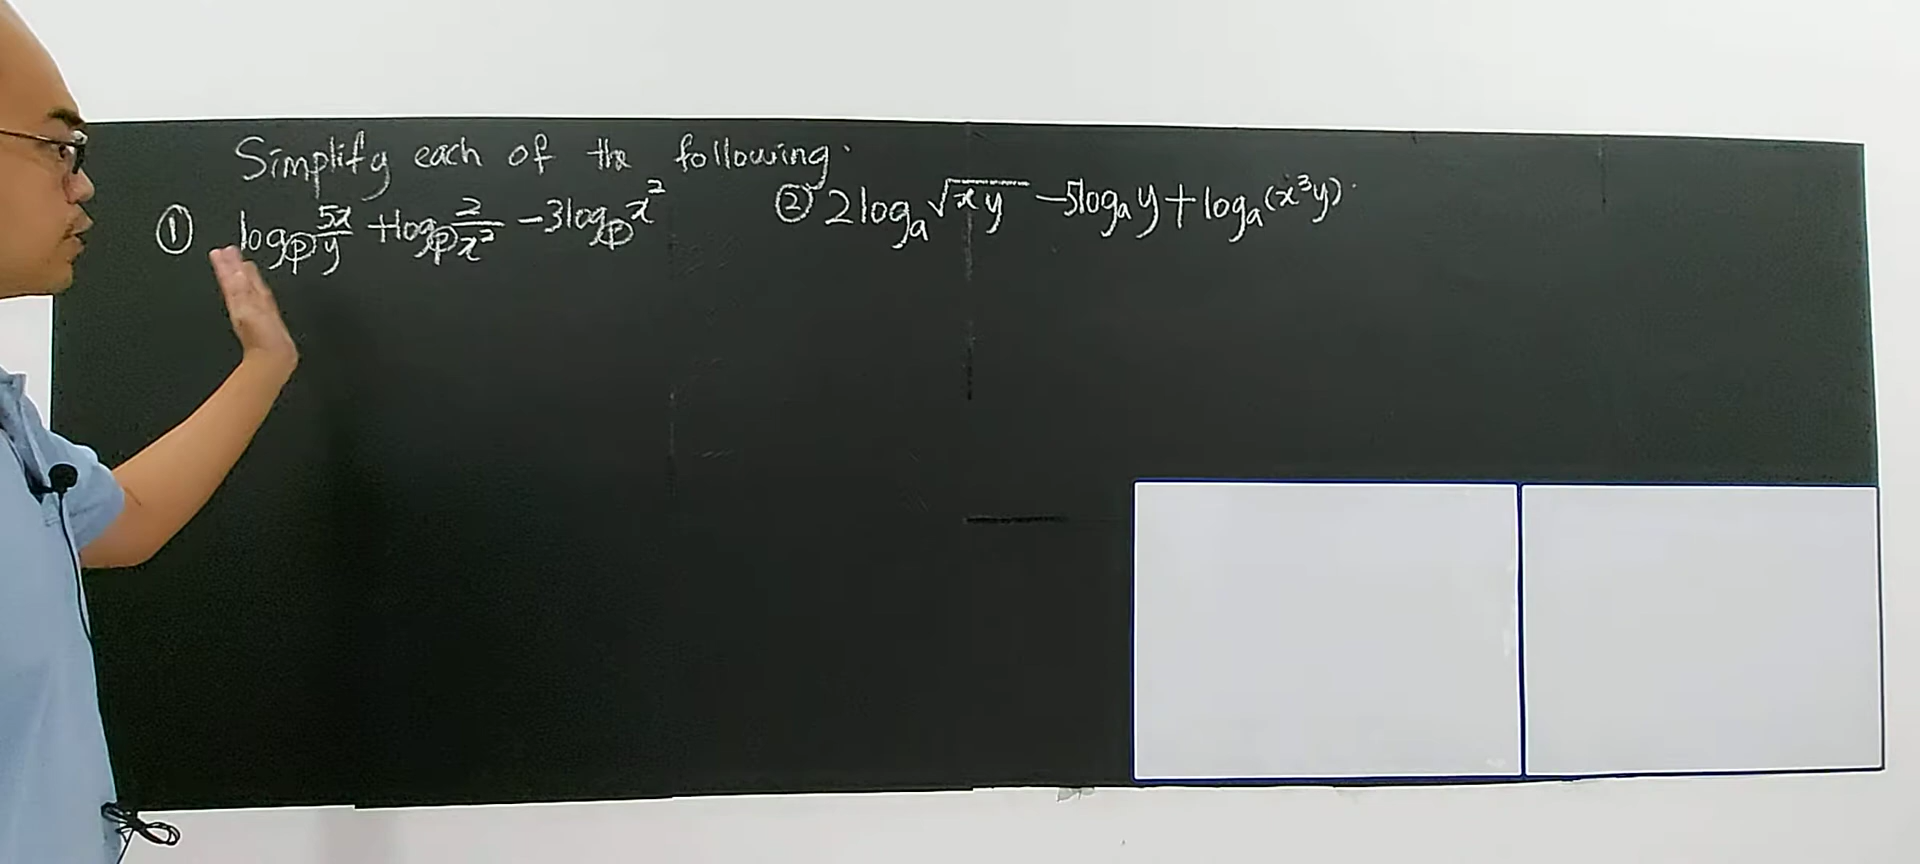 Simplify each of the following.
① log_p 5x/y + log_p 2/x² - 3log_p x²
② 2log_a √xy - 5log_a y + log_a (x³y).